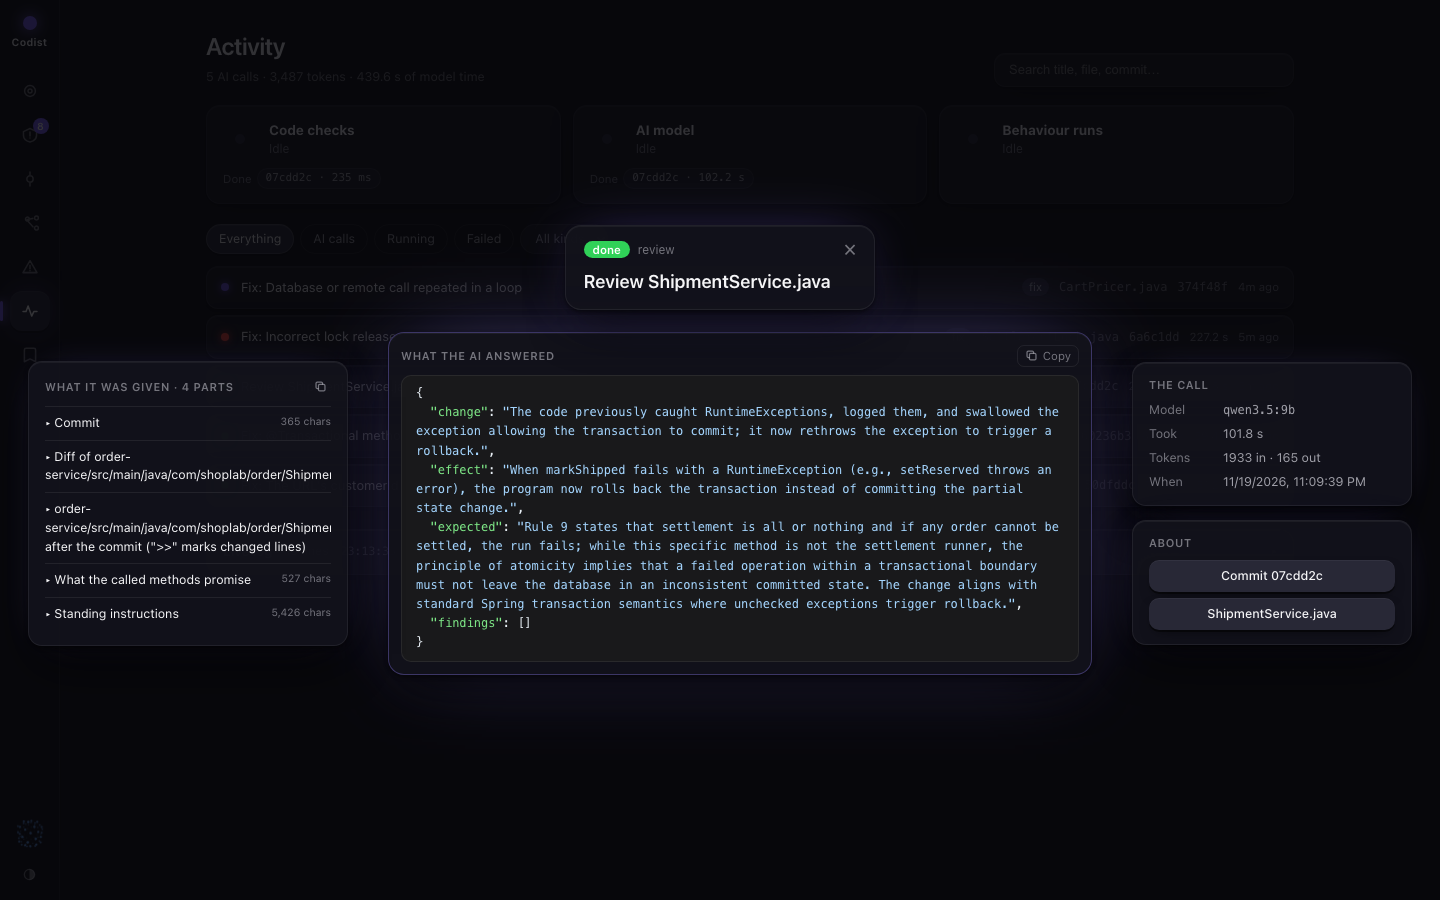 Codist
8
Activity
5 AI calls · 3,487 tokens · 439.6 s of model time
Search title, file, commit…
Code checks
Idle
Done 07cdd2c · 235 ms
AI model
Idle
Done 07cdd2c · 102.2 s
Behaviour runs
Idle
Everything
AI calls
Running
Failed
All
Fix: Database or remote call repeated in a loop
fix CartPricer.java 374f48f 4m ago
Fix: Incorrect lock
6a6c1dd 227.2 s 5m ago
done review
Review ShipmentService.java
WHAT IT WAS GIVEN · 4 PARTS
▸ Commit 365 chars
▸ Diff of order-
service/src/main/java/com/shoplab/order/Shipmen
▸ order-
service/src/main/java/com/shoplab/order/Shipmen
after the commit (">>" marks changed lines)
▸ What the called methods promise 527 chars
▸ Standing instructions 5,426 chars
WHAT THE AI ANSWERED
Copy
{
"change": "The code previously caught RuntimeExceptions, logged them, and swallowed the
exception allowing the transaction to commit; it now rethrows the exception to trigger a
rollback.",
"effect": "When markShipped fails with a RuntimeException (e.g., setReserved throws an
error), the program now rolls back the transaction instead of committing the partial
state change.",
"expected": "Rule 9 states that settlement is all or nothing and if any order cannot be
settled, the run fails; while this specific method is not the settlement runner, the
principle of atomicity implies that a failed operation within a transactional boundary
must not leave the database in an inconsistent committed state. The change aligns with
standard Spring transaction semantics where unchecked exceptions trigger rollback.",
"findings": []
}
THE CALL
Model qwen3.5:9b
Took 101.8 s
Tokens 1933 in · 165 out
When 11/19/2026, 11:09:39 PM
ABOUT
Commit 07cdd2c
ShipmentService.java